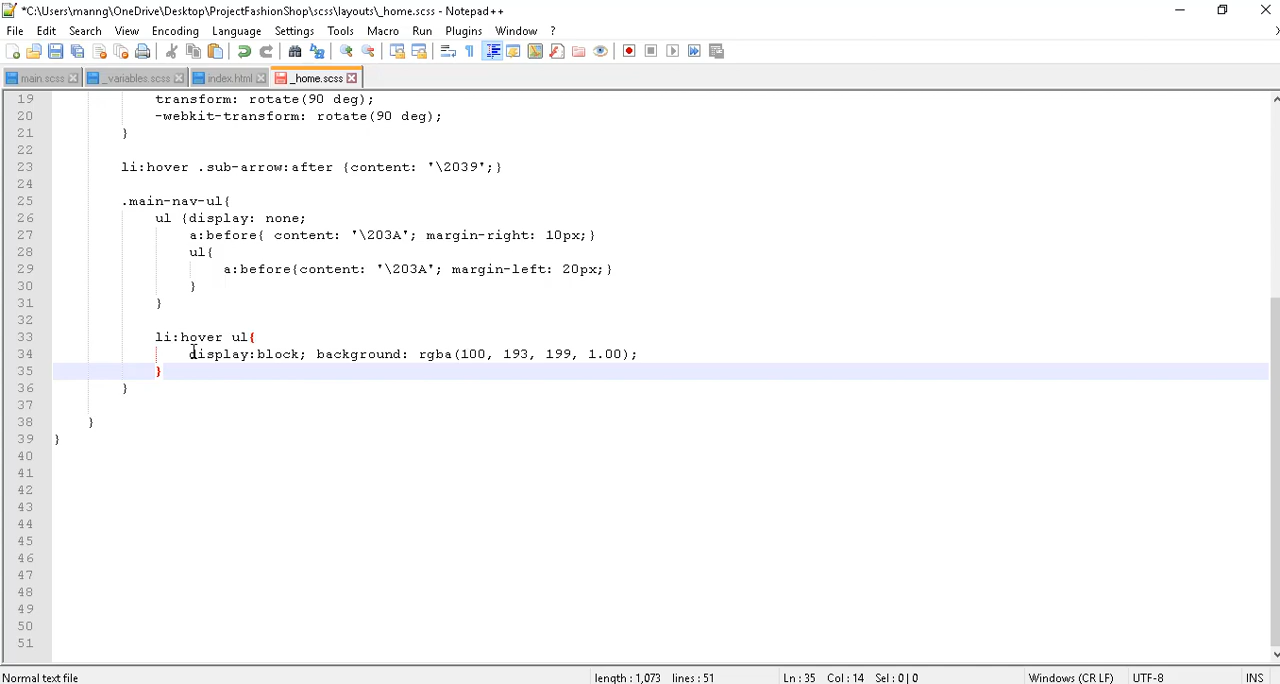 *C:\Users\manng\OneDrive\Desktop\ProjectFashionShop\scss\layouts\_home.scss - Notepad++
File Edit Search View Encoding Language Settings Tools Macro Run Plugins Window ?
main.scss _variables.scss index.html _home.scss
19 transform: rotate(90 deg);
20 -webkit-transform: rotate(90 deg);
21 }
22
23 li:hover .sub-arrow:after {content: '\2039';}
24
25 .main-nav-ul{
26 ul {display: none;
27 a:before{ content: '\203A'; margin-right: 10px;}
28 ul{
29 a:before{content: '\203A'; margin-left: 20px;}
30 }
31 }
32
33 li:hover ul{
34 display:block; background: rgba(100, 193, 199, 1.00);
35 }
36 }
37
38 }
39 }
40
41
42
43
44
45
46
47
48
49
50
51
Normal text file length : 1,073 lines : 51 Ln : 35 Col : 14 Sel : 0 | 0 Windows (CR LF) UTF-8 INS